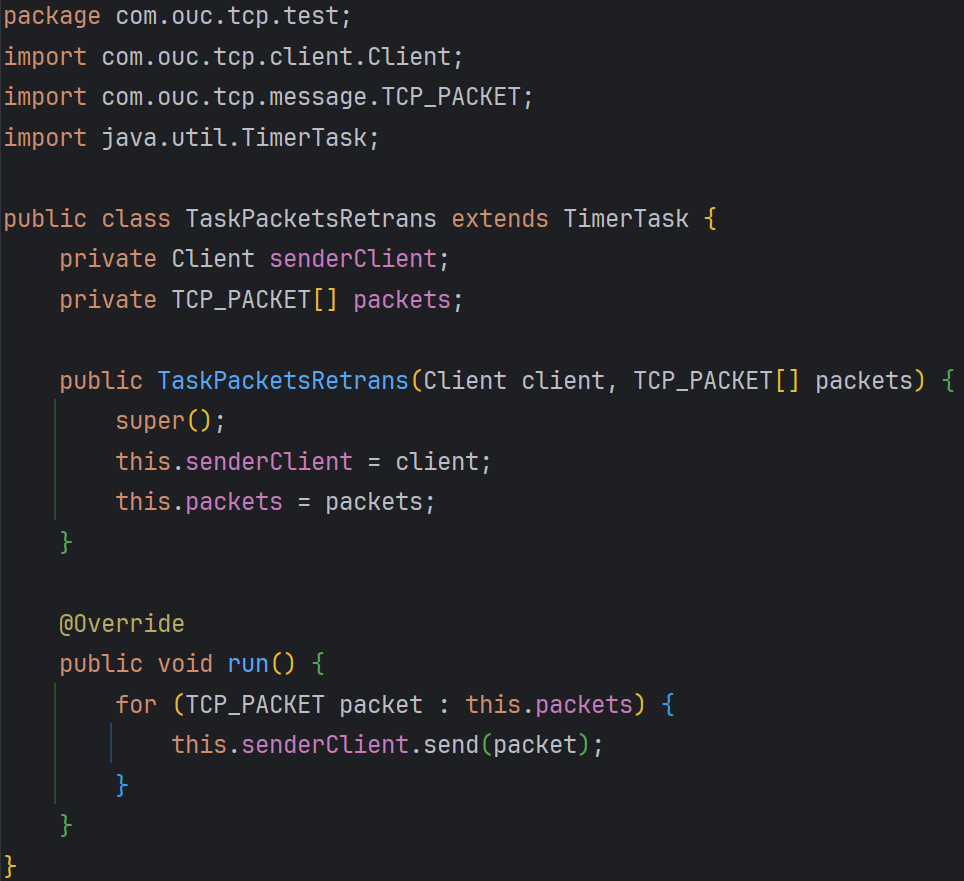 package com.ouc.tcp.test;
import com.ouc.tcp.client.Client;
import com.ouc.tcp.message.TCP_PACKET;
import java.util.TimerTask;

public class TaskPacketsRetrans extends TimerTask {
    private Client senderClient;
    private TCP_PACKET[] packets;

    public TaskPacketsRetrans(Client client, TCP_PACKET[] packets) {
        super();
        this.senderClient = client;
        this.packets = packets;
    }

    @Override
    public void run() {
        for (TCP_PACKET packet : this.packets) {
            this.senderClient.send(packet);
        }
    }
}